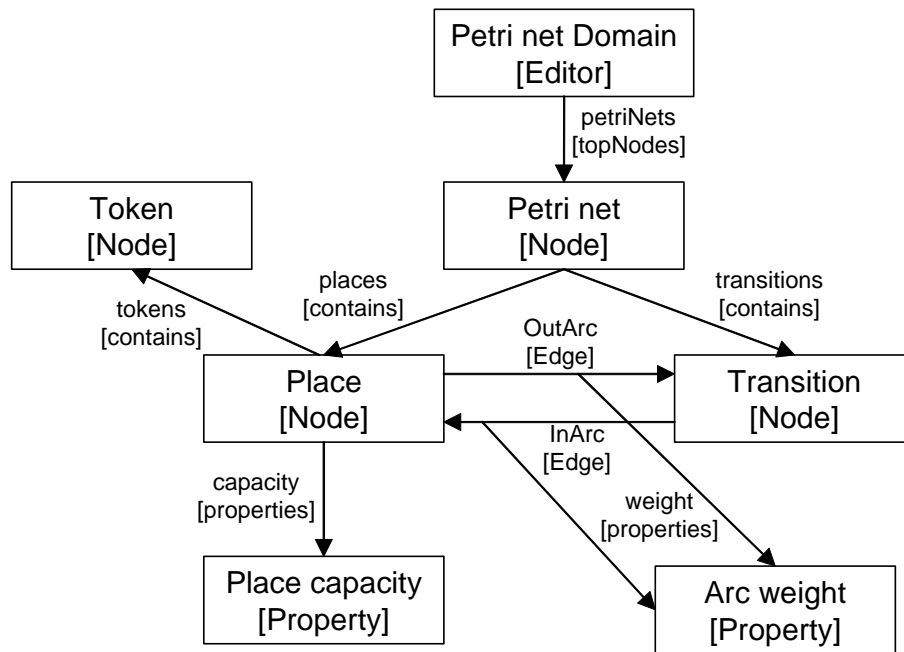 Petri net Domain
[Editor]
petriNets
[topNodes]
Token
[Node]
Petri net
[Node]
places
[contains]
transitions
[contains]
tokens
[contains]
OutArc
[Edge]
Place
[Node]
Transition
[Node]
InArc
[Edge]
capacity
[properties]
weight
[properties]
Place capacity
[Property]
Arc weight
[Property]